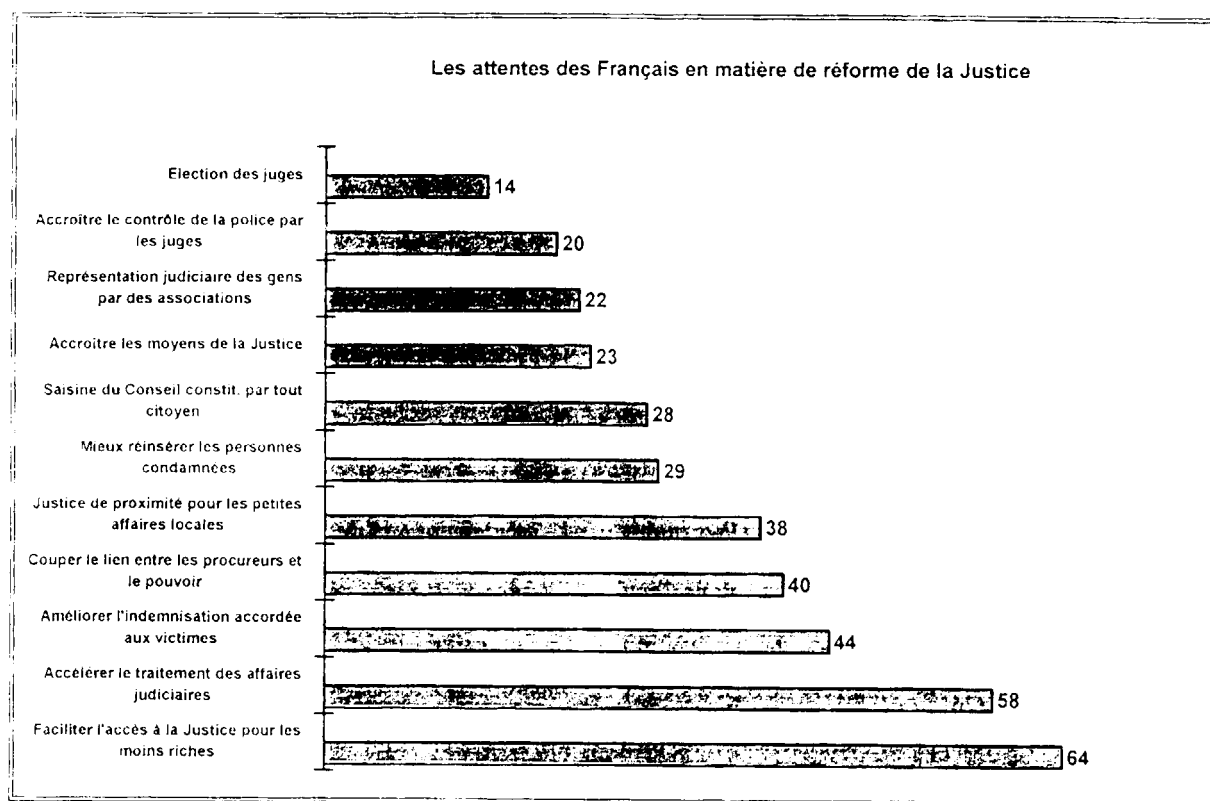 Les attentes des Français en matière de réforme de la Justice
Election des juges
14
Accroître le contrôle de la police par
les juges
20
Représentation judiciaire des gens
par des associations
22
Accroître les moyens de la Justice
23
Saisine du Conseil constit. par tout
citoyen
28
Mieux réinsérer les personnes
condamnées
29
Justice de proximité pour les petites
affaires locales
38
Couper le lien entre les procureurs et
le pouvoir
40
Améliorer l'indemnisation accordée
aux victimes
44
Accélérer le traitement des affaires
judiciaires
58
Faciliter l'accès à la Justice pour les
moins riches
64